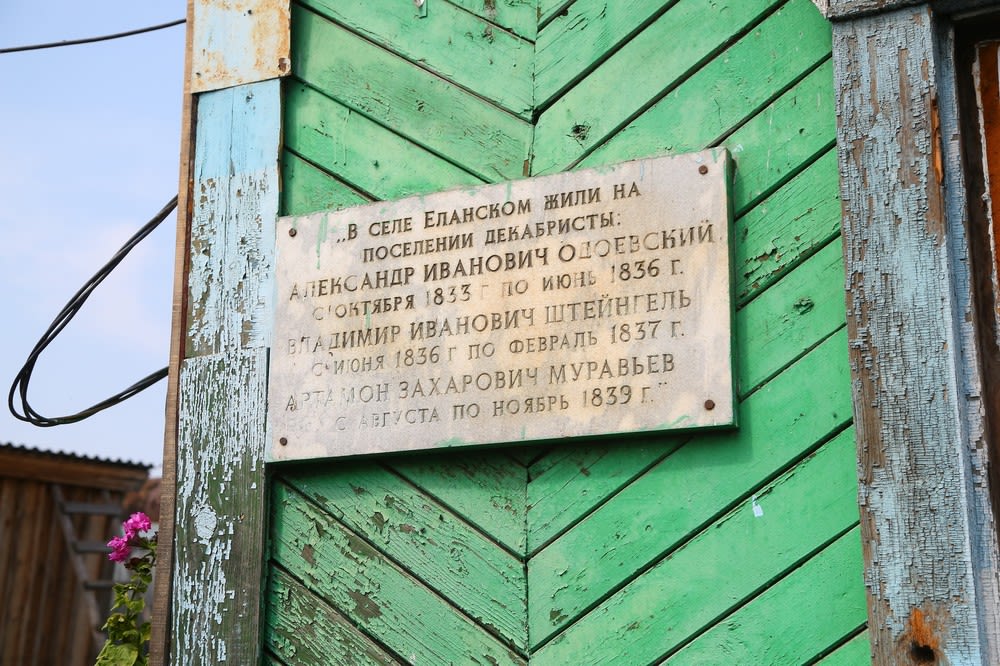 „В СЕЛЕ ЕЛАНСКОМ ЖИЛИ НА
ПОСЕЛЕНИИ ДЕКАБРИСТЫ:
АЛЕКСАНДР ИВАНОВИЧ ОДОЕВСКИЙ
С ОКТЯБРЯ 1833 Г ПО ИЮНЬ 1836 Г.
ВЛАДИМИР ИВАНОВИЧ ШТЕЙНГЕЛЬ
С ИЮНЯ 1836 Г ПО ФЕВРАЛЬ 1837 Г.
АРТАМОН ЗАХАРОВИЧ МУРАВЬЕВ
С АВГУСТА ПО НОЯБРЬ 1839 Г."